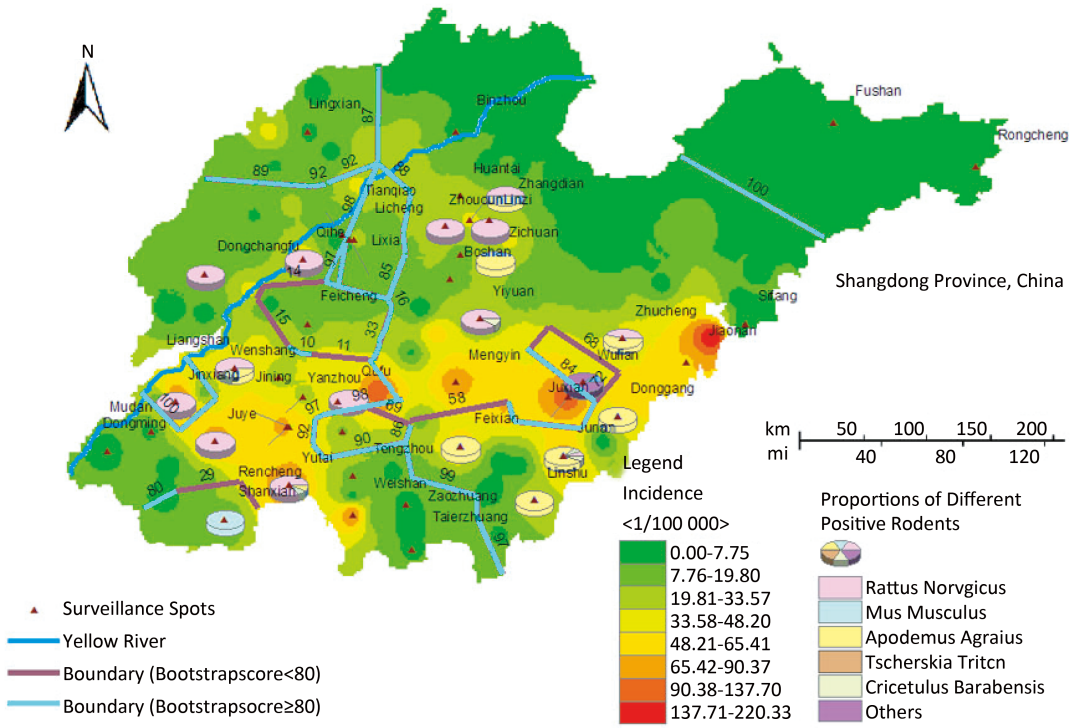 N
Fushan
Rongcheng
Lingxian
Binzhou
87
89
92
92
68
100
Huantai
Zhangdian
Tianqiao
ZhoucunLinzi
98
Licheng
Qihe
Lixia
Zichuan
Dongchangfu
97
85
Boshan
14
Shangdong Province, China
Feicheng
16
Yiyuan
Sifang
15
33
Zhucheng
Jiaonan
Liangshan
10
11
68
Wenshang
Mengyin
Wulian
Jinxiang
Jining
Yanzhou
Qufu
84
72
Donggang
100
98
Juxian
Mudan
97
69
53
Dongming
Juye
92
90
86
Feixian
Junan
Yutai
Tengzhou
km
50
100
150
200
mi
40
80
120
29
Rencheng
99
Linshu
Legend
80
Shanxian
Weishan
Zaozhuang
Taierzhuang
97
Incidence
<1/100 000>
0.00-7.75
7.76-19.80
19.81-33.57
33.58-48.20
48.21-65.41
65.42-90.37
90.38-137.70
137.71-220.33
Proportions of Different
Positive Rodents
Rattus Norvgicus
Mus Musculus
Apodemus Agraius
Tscherskia Tritcn
Cricetulus Barabensis
Others
Surveillance Spots
Yellow River
Boundary (Bootstrapscore<80)
Boundary (Bootstrapsocre≥80)